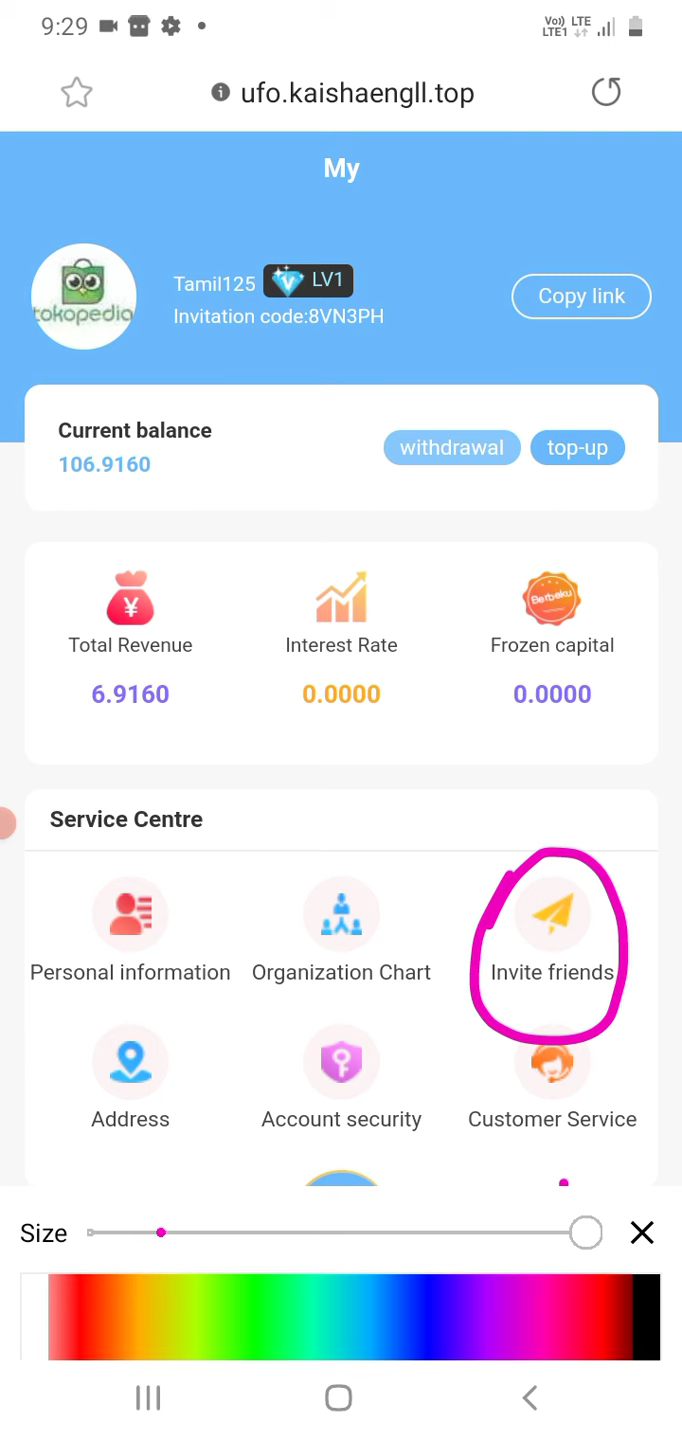 9:29
Vo) LTE
LTE1
ufo.kaishaengll.top
My
tokopedia
Tamil125 V LV1
Invitation code:8VN3PH
Copy link
Current balance
106.9160
withdrawal top-up
¥
Berbeku
Total Revenue Interest Rate Frozen capital
6.9160 0.0000 0.0000
Service Centre
Personal information Organization Chart Invite friends
Address Account security Customer Service
Size